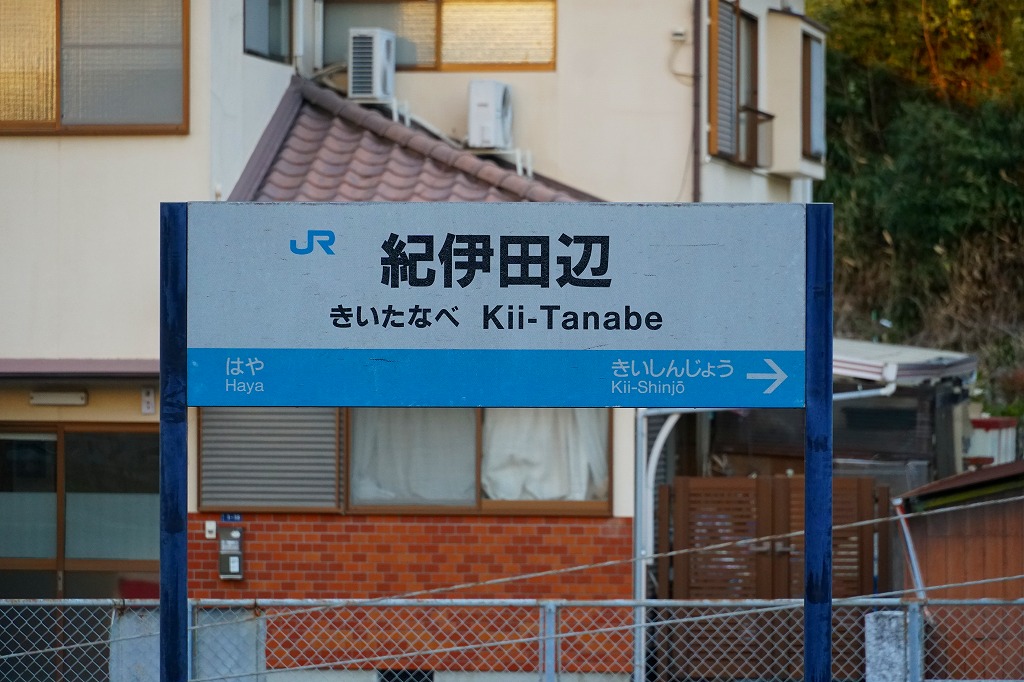 JR 紀伊田辺
きいたなべ Kii-Tanabe
はや
Haya
きいしんじょう →
Kii-Shinjō